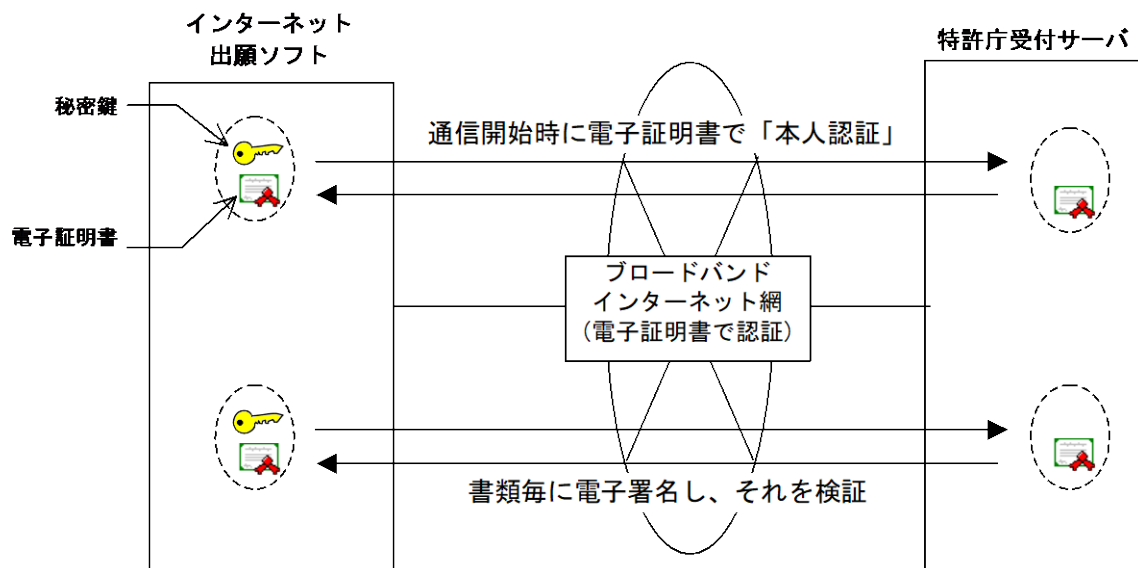 インターネット
出願ソフト
特許庁受付サーバ
秘密鍵
通信開始時に電子証明書で「本人認証」
電子証明書
ブロードバンド
インターネット網
(電子証明書で認証)
書類毎に電子署名し、それを検証